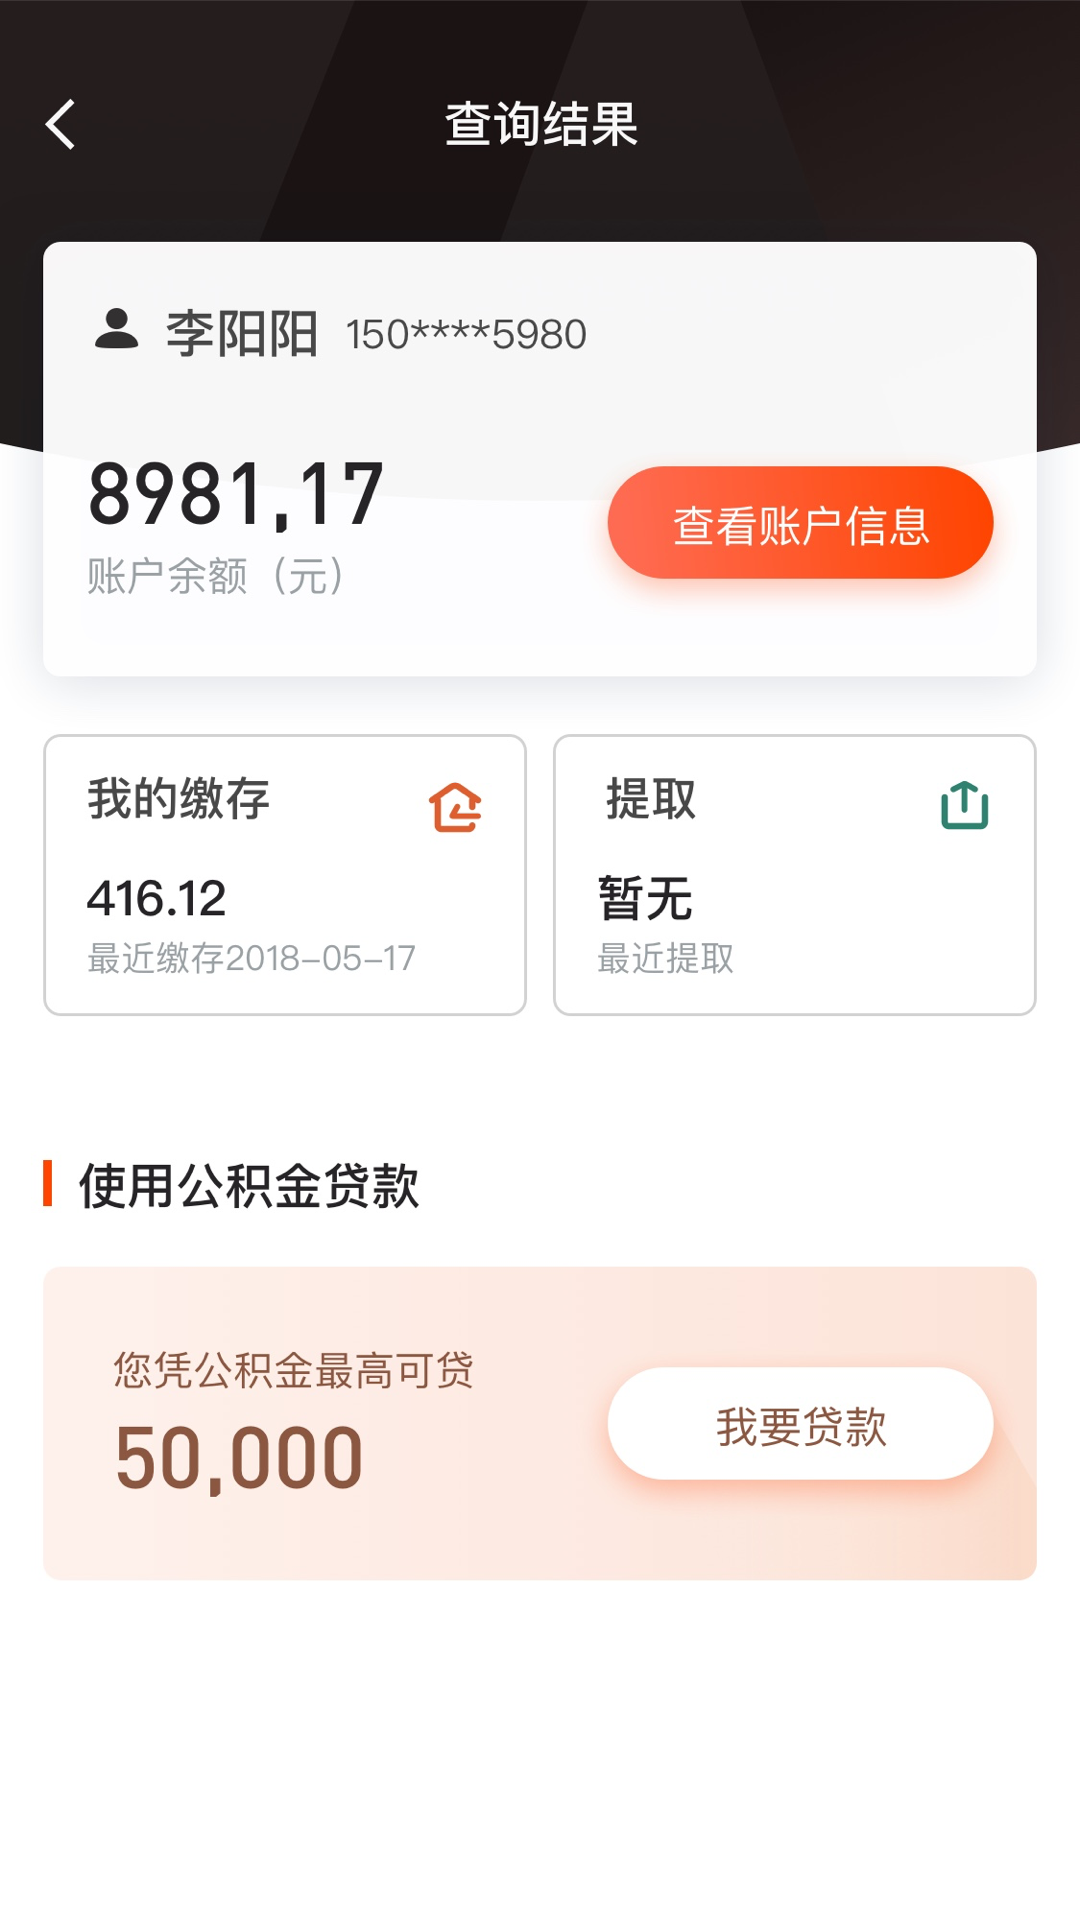 查询结果
李阳阳 150****5980
8981,17
账户余额（元）
查看账户信息
我的缴存
416.12
最近缴存2018-05-17
提取
暂无
最近提取
使用公积金贷款
您凭公积金最高可贷
50,000
我要贷款